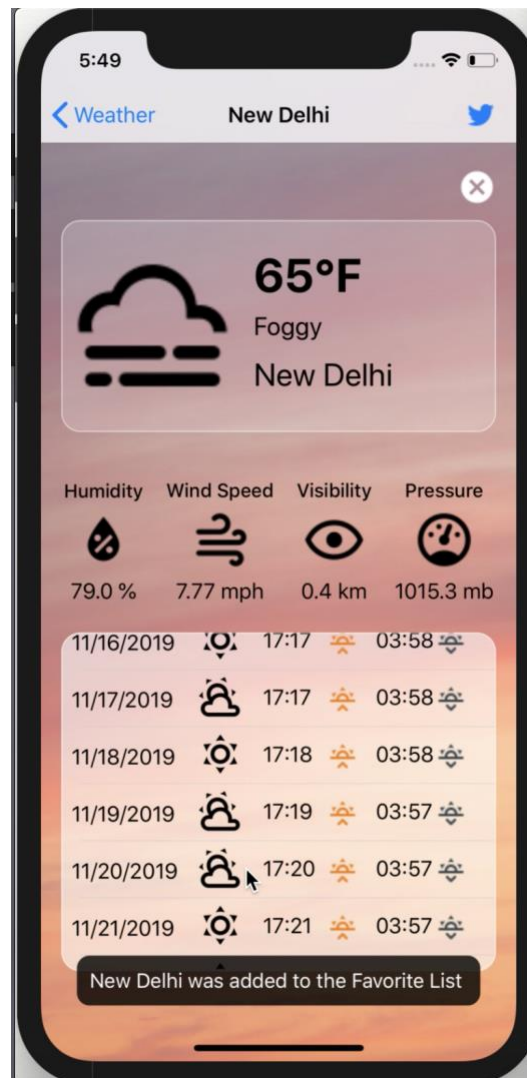 5:49
Weather
New Delhi
65°F
Foggy
New Delhi
Humidity Wind Speed Visibility Pressure
79.0 % 7.77 mph 0.4 km 1015.3 mb
11/16/2019 17:17 03:58
11/17/2019 17:17 03:58
11/18/2019 17:18 03:58
11/19/2019 17:19 03:57
11/20/2019 17:20 03:57
11/21/2019 17:21 03:57
New Delhi was added to the Favorite List